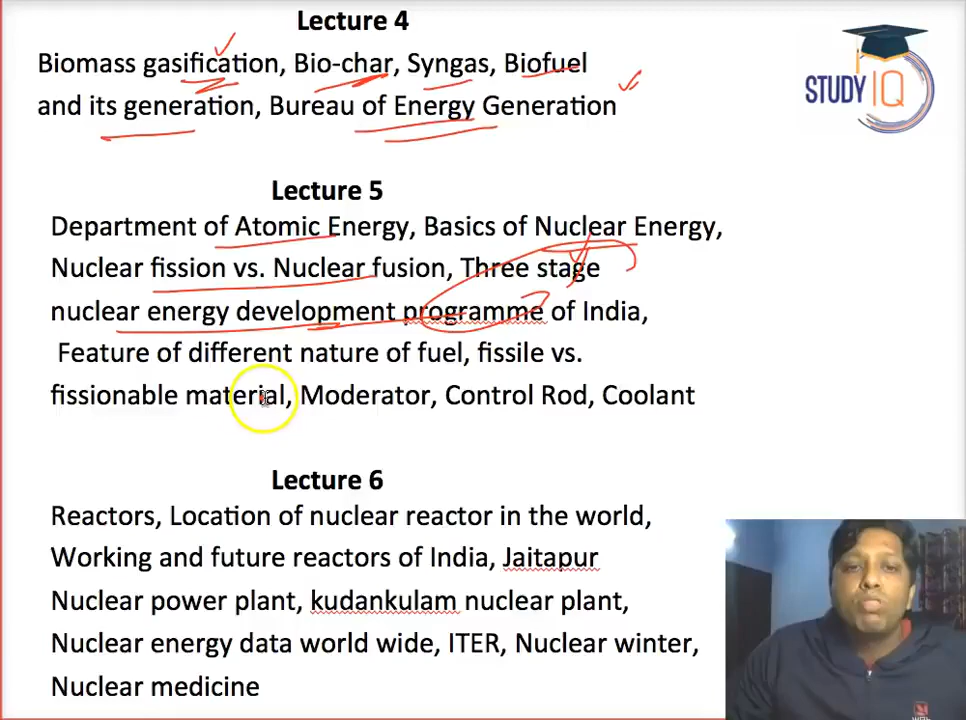 Lecture 4
Biomass gasification, Bio-char, Syngas, Biofuel
and its generation, Bureau of Energy Generation
STUDY IQ
Lecture 5
Department of Atomic Energy, Basics of Nuclear Energy,
Nuclear fission vs. Nuclear fusion, Three stage
nuclear energy development programme of India,
Feature of different nature of fuel, fissile vs.
fissionable material, Moderator, Control Rod, Coolant
Lecture 6
Reactors, Location of nuclear reactor in the world,
Working and future reactors of India, Jaitapur
Nuclear power plant, kudankulam nuclear plant,
Nuclear energy data world wide, ITER, Nuclear winter,
Nuclear medicine